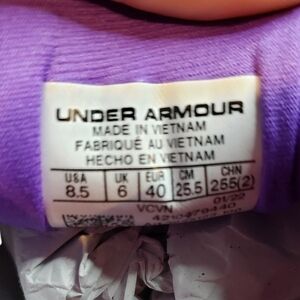 UNDER ARMOUR
MADE IN VIETNAM
FABRIQUÉ AU VIETNAM
HECHO EN VIETNAM
USA UK EUR CM CHN
8.5 6 40 25.5 255(2)
VCVN 01/22